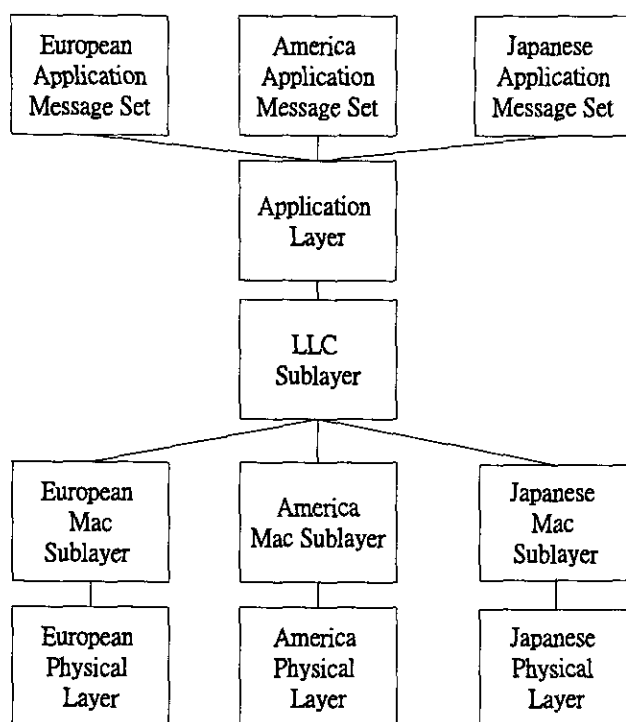 European
Application
Message Set
America
Application
Message Set
Japanese
Application
Message Set
Application
Layer
LLC
Sublayer
European
Mac
Sublayer
America
Mac Sublayer
Japanese
Mac
Sublayer
European
Physical
Layer
America
Physical
Layer
Japanese
Physical
Layer